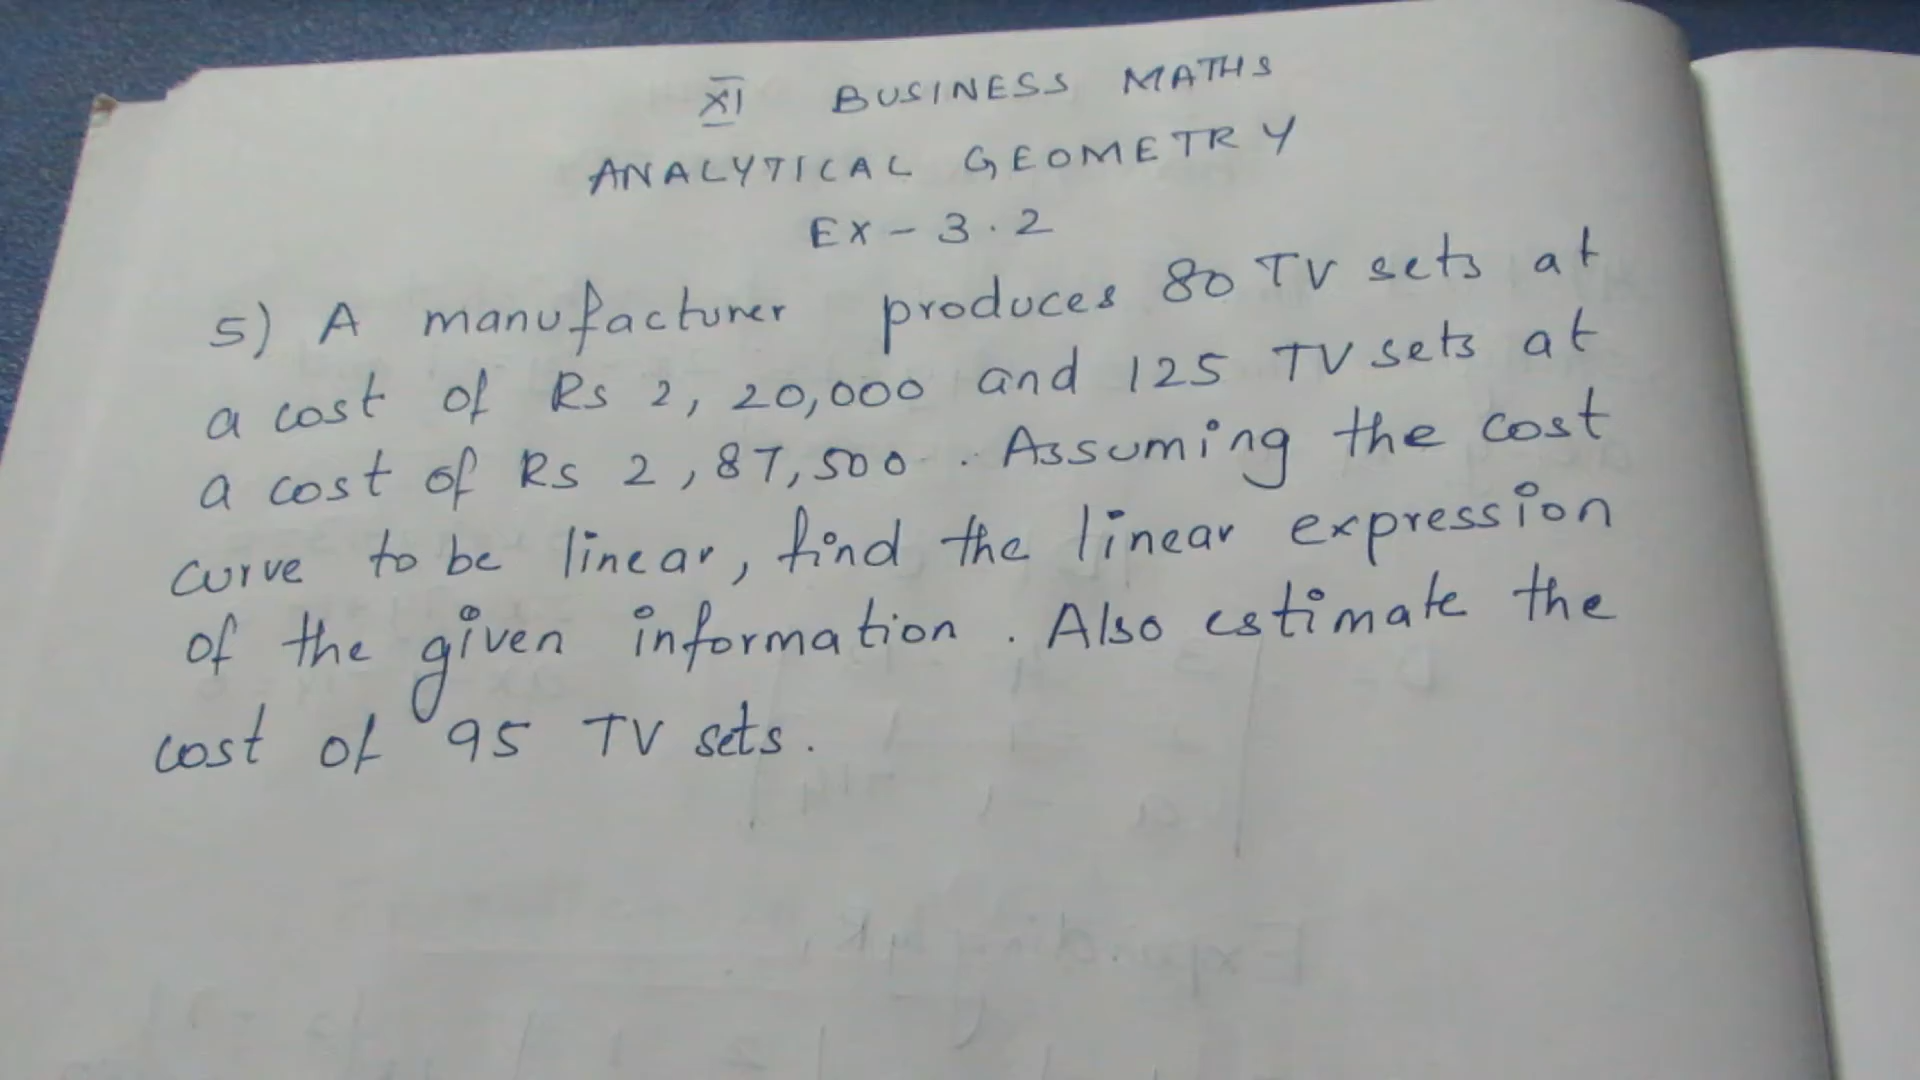 XI BUSINESS MATHS
ANALYTICAL GEOMETRY
EX - 3.2
5) A manufacturer produces 80 TV sets at
a cost of Rs 2, 20,000 and 125 TV sets at
a cost of Rs 2,87,500. Assuming the cost
curve to be linear, find the linear expression
of the given information. Also estimate the
cost of 95 TV sets.